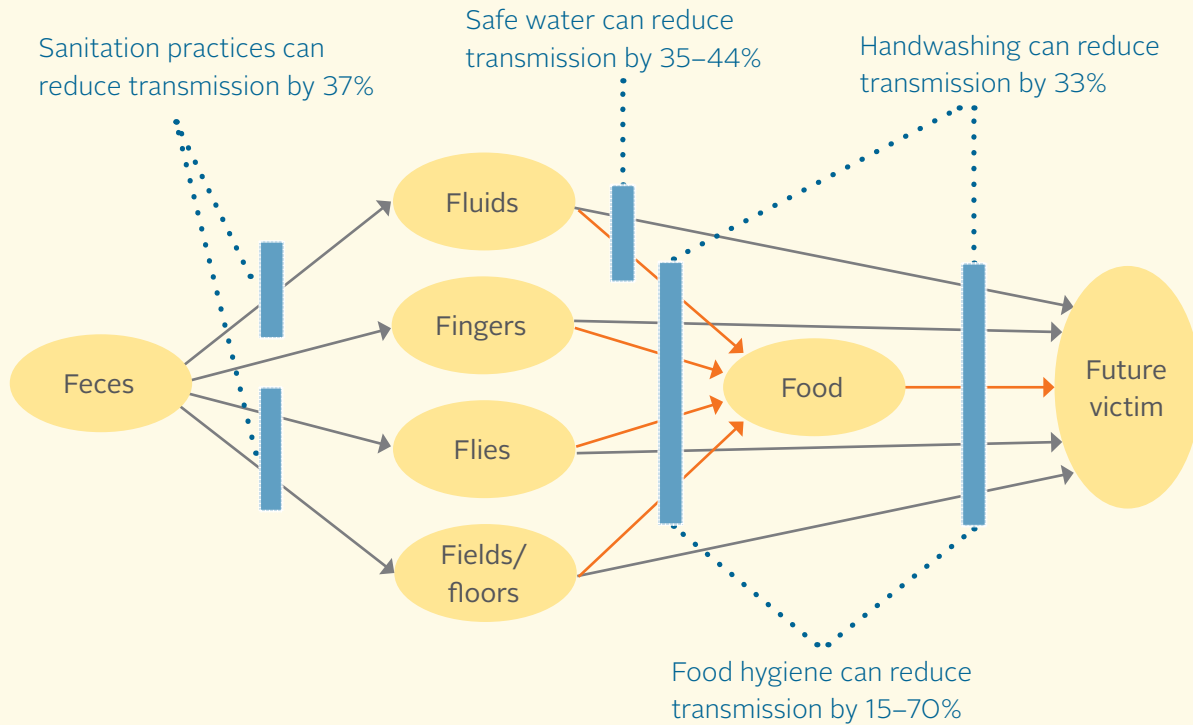 Sanitation practices can
reduce transmission by 37%
Safe water can reduce
transmission by 35–44%
Handwashing can reduce
transmission by 33%
Fluids
Fingers
Feces
Food
Future
victim
Flies
Fields/
floors
Food hygiene can reduce
transmission by 15–70%